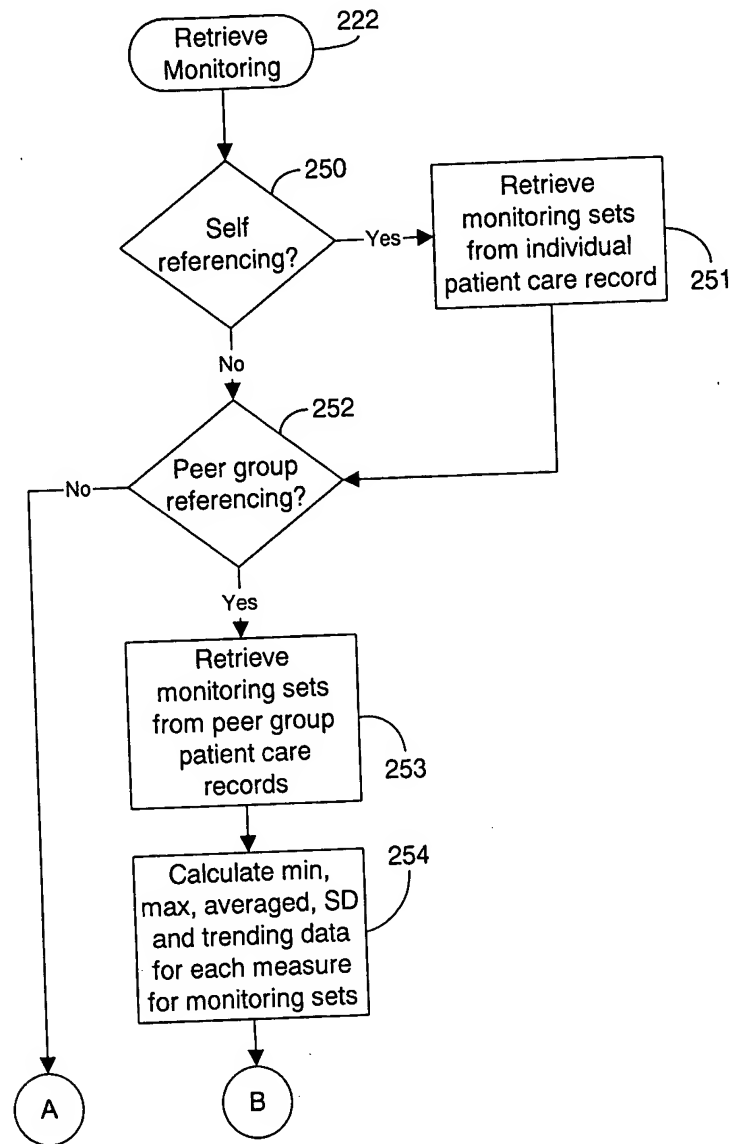 Retrieve
Monitoring
222
250
Self
referencing?
Yes
Retrieve
monitoring sets
from individual
patient care record
251
No
252
Peer group
referencing?
No
Yes
Retrieve
monitoring sets
from peer group
patient care
records
253
254
Calculate min,
max, averaged, SD
and trending data
for each measure
for monitoring sets
A
B